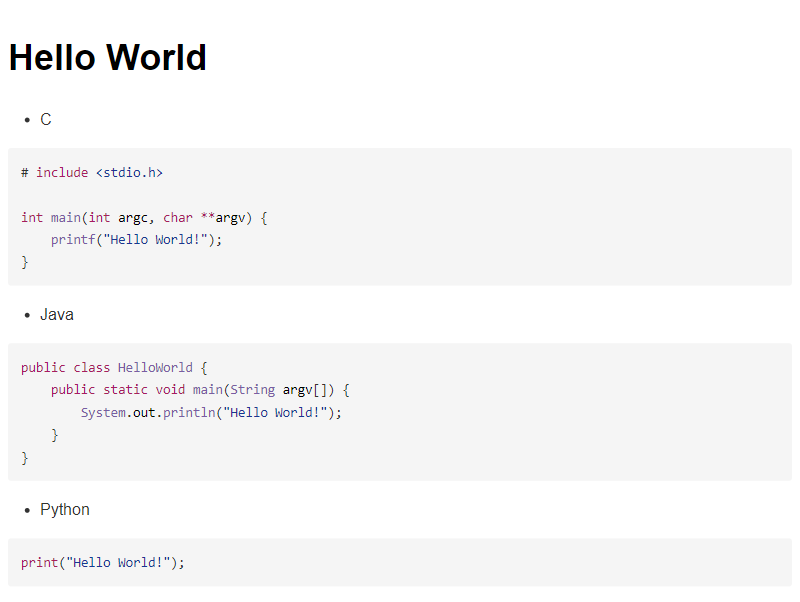 Hello World
• C
# include <stdio.h>
int main(int argc, char **argv) {
    printf("Hello World!");
}
• Java
public class HelloWorld {
    public static void main(String argv[]) {
        System.out.println("Hello World!");
    }
}
• Python
print("Hello World!");